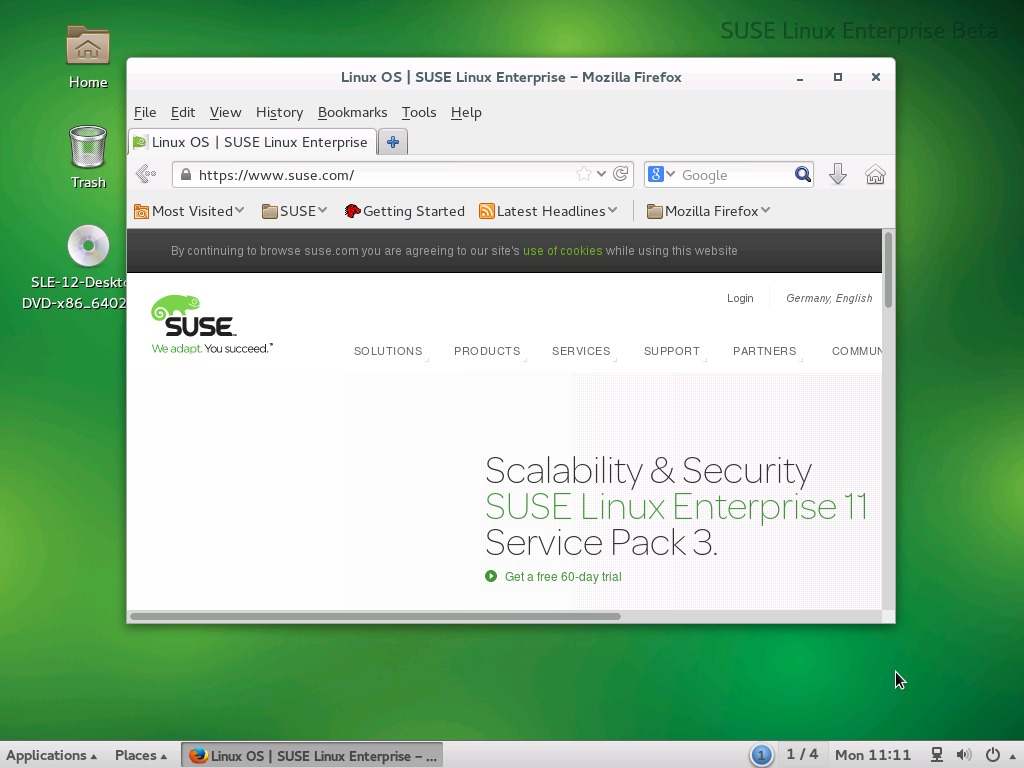 SUSE Linux Enterprise Beta
Home
Trash
SLE-12-Deskto
DVD-x86_6402
Linux OS | SUSE Linux Enterprise – Mozilla Firefox
File Edit View History Bookmarks Tools Help
Linux OS | SUSE Linux Enterprise
https://www.suse.com/
8 Google
Most Visited SUSE Getting Started Latest Headlines Mozilla Firefox
By continuing to browse suse.com you are agreeing to our site's use of cookies while using this website
Login Germany, English
SUSE
We adapt. You succeed.™
SOLUTIONS PRODUCTS SERVICES SUPPORT PARTNERS COMMUN
Scalability & Security
SUSE Linux Enterprise 11
Service Pack 3.
Get a free 60-day trial
Applications Places Linux OS | SUSE Linux Enterprise – ... 1 1 / 4 Mon 11:11